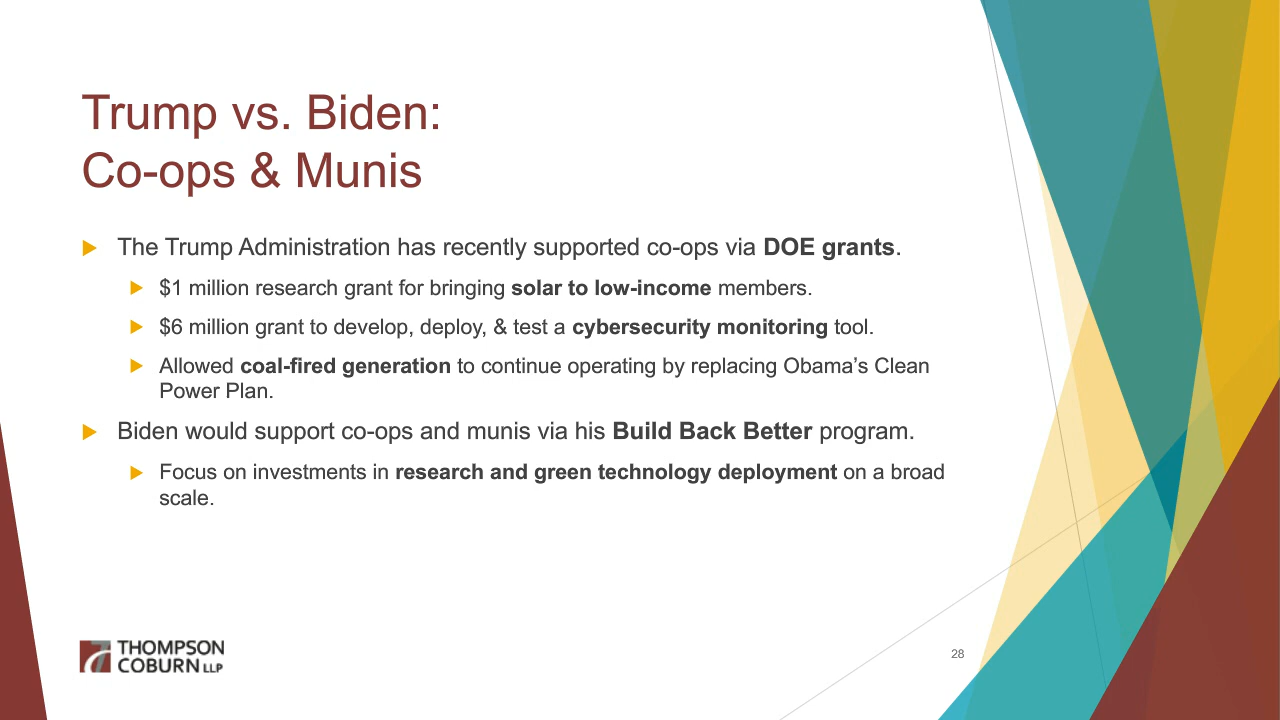 Trump vs. Biden:
Co-ops & Munis
The Trump Administration has recently supported co-ops via DOE grants.
$1 million research grant for bringing solar to low-income members.
$6 million grant to develop, deploy, & test a cybersecurity monitoring tool.
Allowed coal-fired generation to continue operating by replacing Obama’s Clean
Power Plan.
Biden would support co-ops and munis via his Build Back Better program.
Focus on investments in research and green technology deployment on a broad
scale.
THOMPSON
COBURN LLP
28